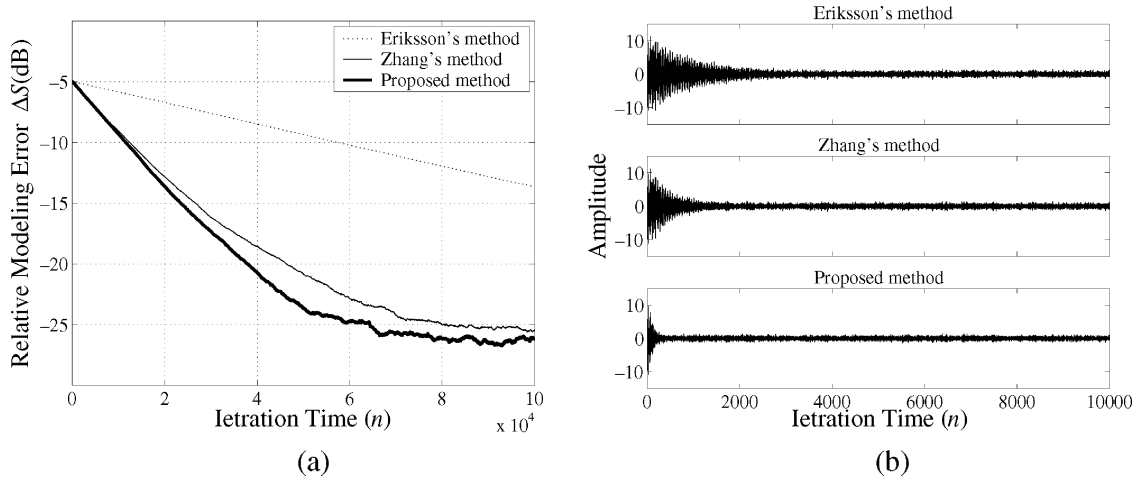 Relative Modeling Error ΔS(dB)
−5
−10
−15
−20
−25
Eriksson's method
Zhang's method
Proposed method
0 2 4 6 8 10
x 10⁴
Ietration Time (n)
(a)
Amplitude
Eriksson's method
10
0
−10
Zhang's method
10
0
−10
Proposed method
10
0
−10
0 2000 4000 6000 8000 10000
Ietration Time (n)
(b)